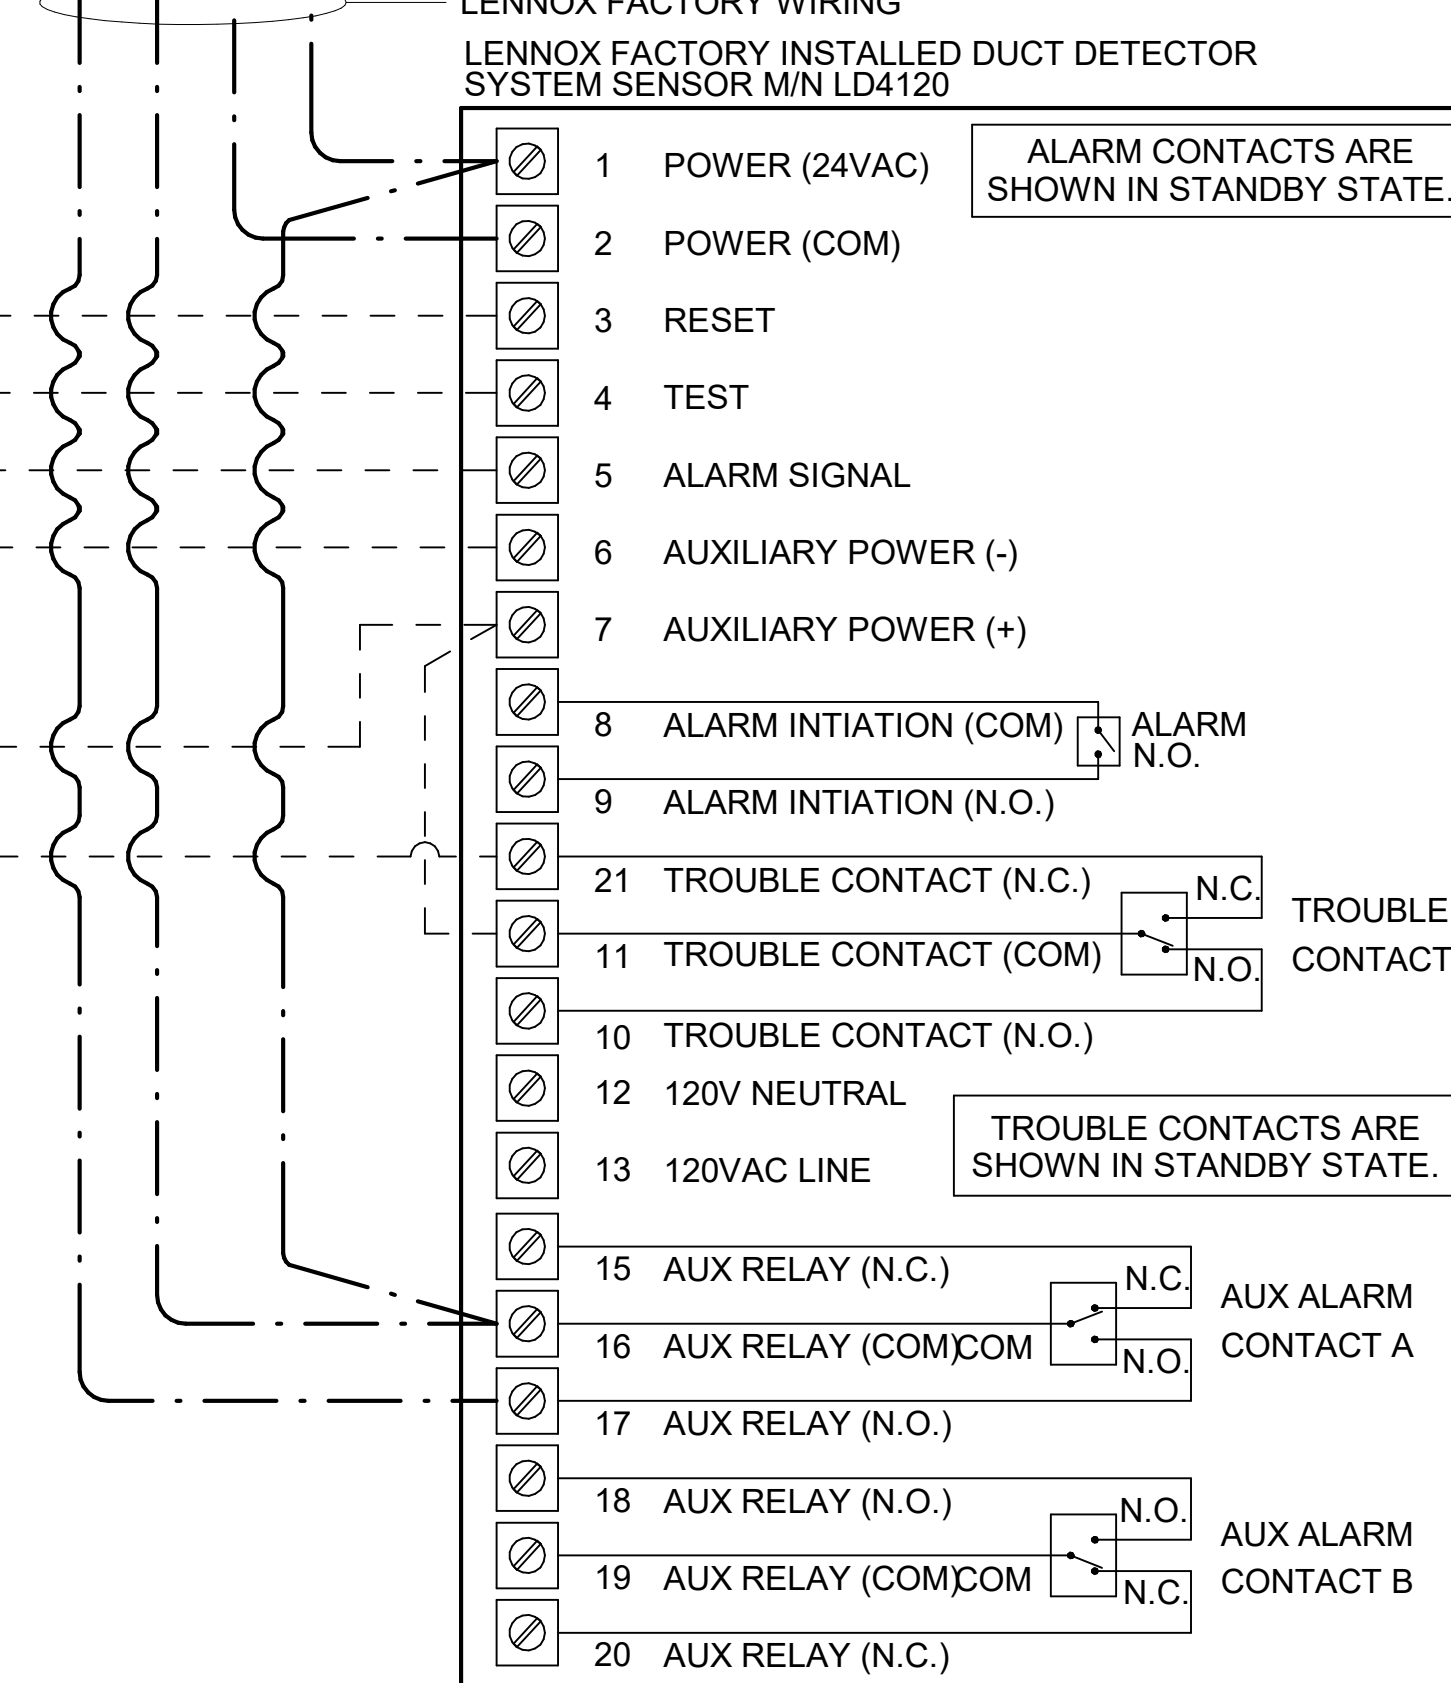 LENNOX FACTORY WIRING
LENNOX FACTORY INSTALLED DUCT DETECTOR
SYSTEM SENSOR M/N LD4120
ALARM CONTACTS ARE
SHOWN IN STANDBY STATE.
1 POWER (24VAC)
2 POWER (COM)
3 RESET
4 TEST
5 ALARM SIGNAL
6 AUXILIARY POWER (-)
7 AUXILIARY POWER (+)
8 ALARM INTIATION (COM)
ALARM
N.O.
9 ALARM INTIATION (N.O.)
21 TROUBLE CONTACT (N.C.)
N.C.
TROUBLE
11 TROUBLE CONTACT (COM)
CONTACT
N.O.
10 TROUBLE CONTACT (N.O.)
12 120V NEUTRAL
TROUBLE CONTACTS ARE
SHOWN IN STANDBY STATE.
13 120VAC LINE
15 AUX RELAY (N.C.)
N.C.
AUX ALARM
16 AUX RELAY (COM) COM
CONTACT A
N.O.
17 AUX RELAY (N.O.)
18 AUX RELAY (N.O.)
N.O.
AUX ALARM
19 AUX RELAY (COM) COM
CONTACT B
N.C.
20 AUX RELAY (N.C.)